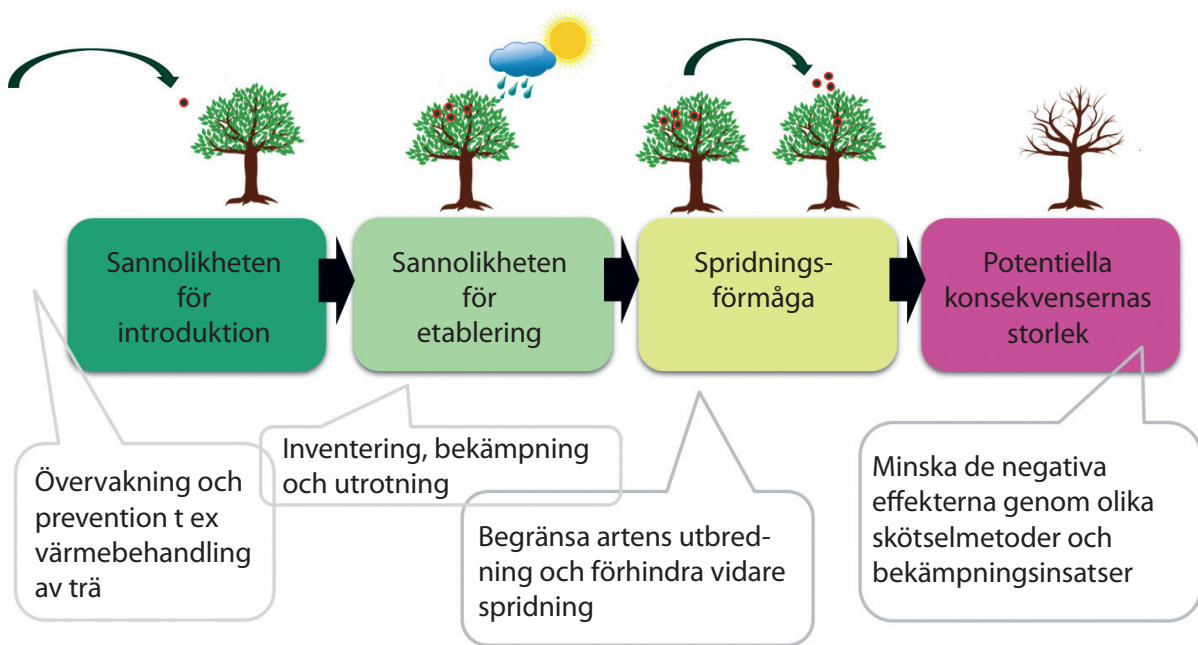 Sannolikheten
för
introduktion
Sannolikheten
för
etablering
Spridnings-
förmåga
Potentiella
konsekvensernas
storlek
Övervakning och
prevention t ex
värmebehandling
av trä
Inventering, bekämpning
och utrotning
Begränsa artens utbred-
ning och förhindra vidare
spridning
Minska de negativa
effekterna genom olika
skötselmetoder och
bekämpningsinsatser